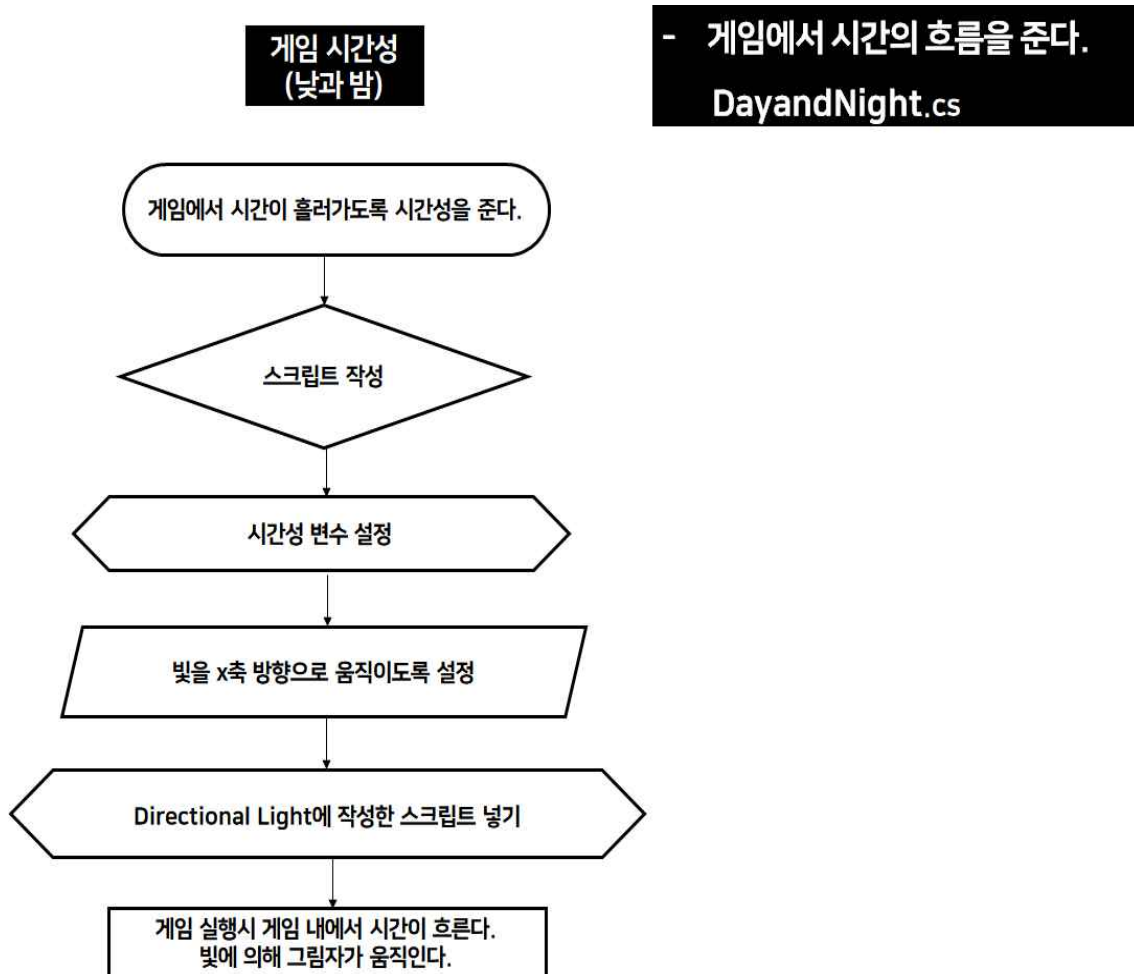 게임 시간성
(낮과 밤)
- 게임에서 시간의 흐름을 준다.
DayandNight.cs
게임에서 시간이 흘러가도록 시간성을 준다.
스크립트 작성
시간성 변수 설정
빛을 x축 방향으로 움직이도록 설정
Directional Light에 작성한 스크립트 넣기
게임 실행시 게임 내에서 시간이 흐른다.
빛에 의해 그림자가 움직인다.